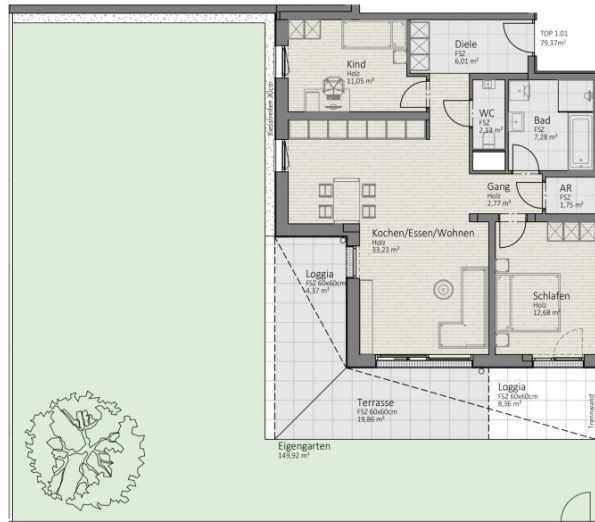 TOP 1.01
79,37m²
Diele
FSZ
6,01 m²
Kind
Holz
11,05 m²
Kiesstreifen 30cm
WC
FSZ
2,13 m²
Bad
FSZ
7,28 m²
Gang
Holz
2,77 m²
AR
FSZ
1,75 m²
Kochen/Essen/Wohnen
Holz
33,21 m²
Loggia
FSZ 60x60cm
4,37 m²
Schlafen
Holz
12,68 m²
Terrasse
FSZ 60x60cm
19,86 m²
Loggia
FSZ 60x60cm
8,36 m²
Trennwand
Eigengarten
149,92 m²